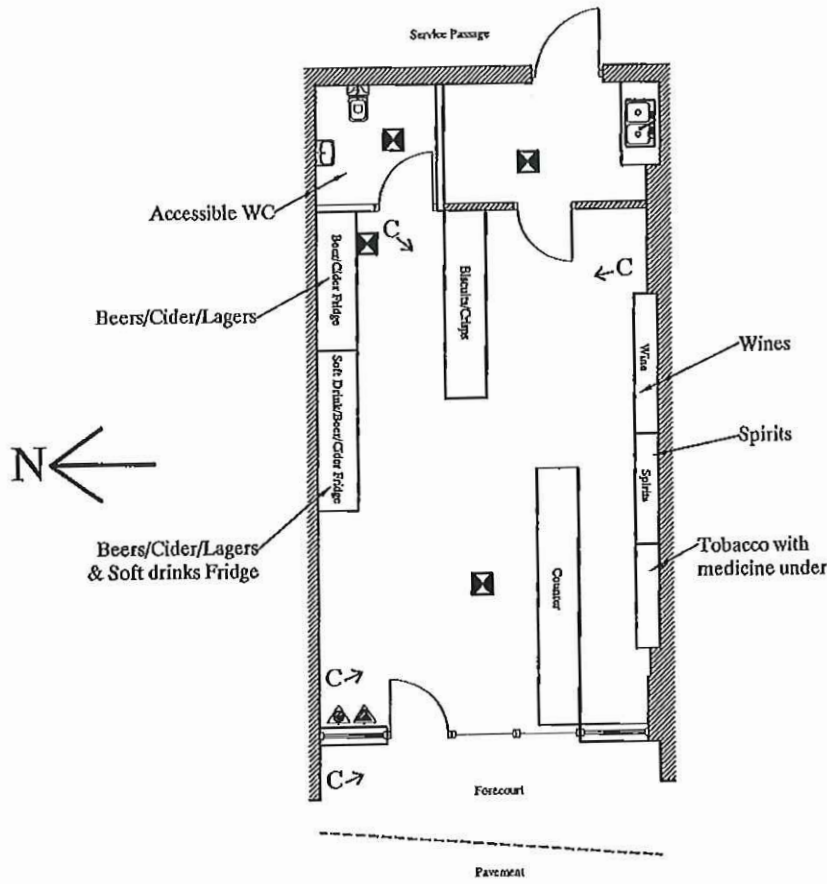 Service Passage
Accessible WC
C
Beer/Cider Fridge
Biscuits/Crisps
C
Beers/Cider/Lagers
Wine
Wines
Soft Drink/Beer/Cider Fridge
Spirits
Spirits
N
Beers/Cider/Lagers
& Soft drinks Fridge
Tobacco with
medicine under
Counter
C
C
Forecourt
Pavement